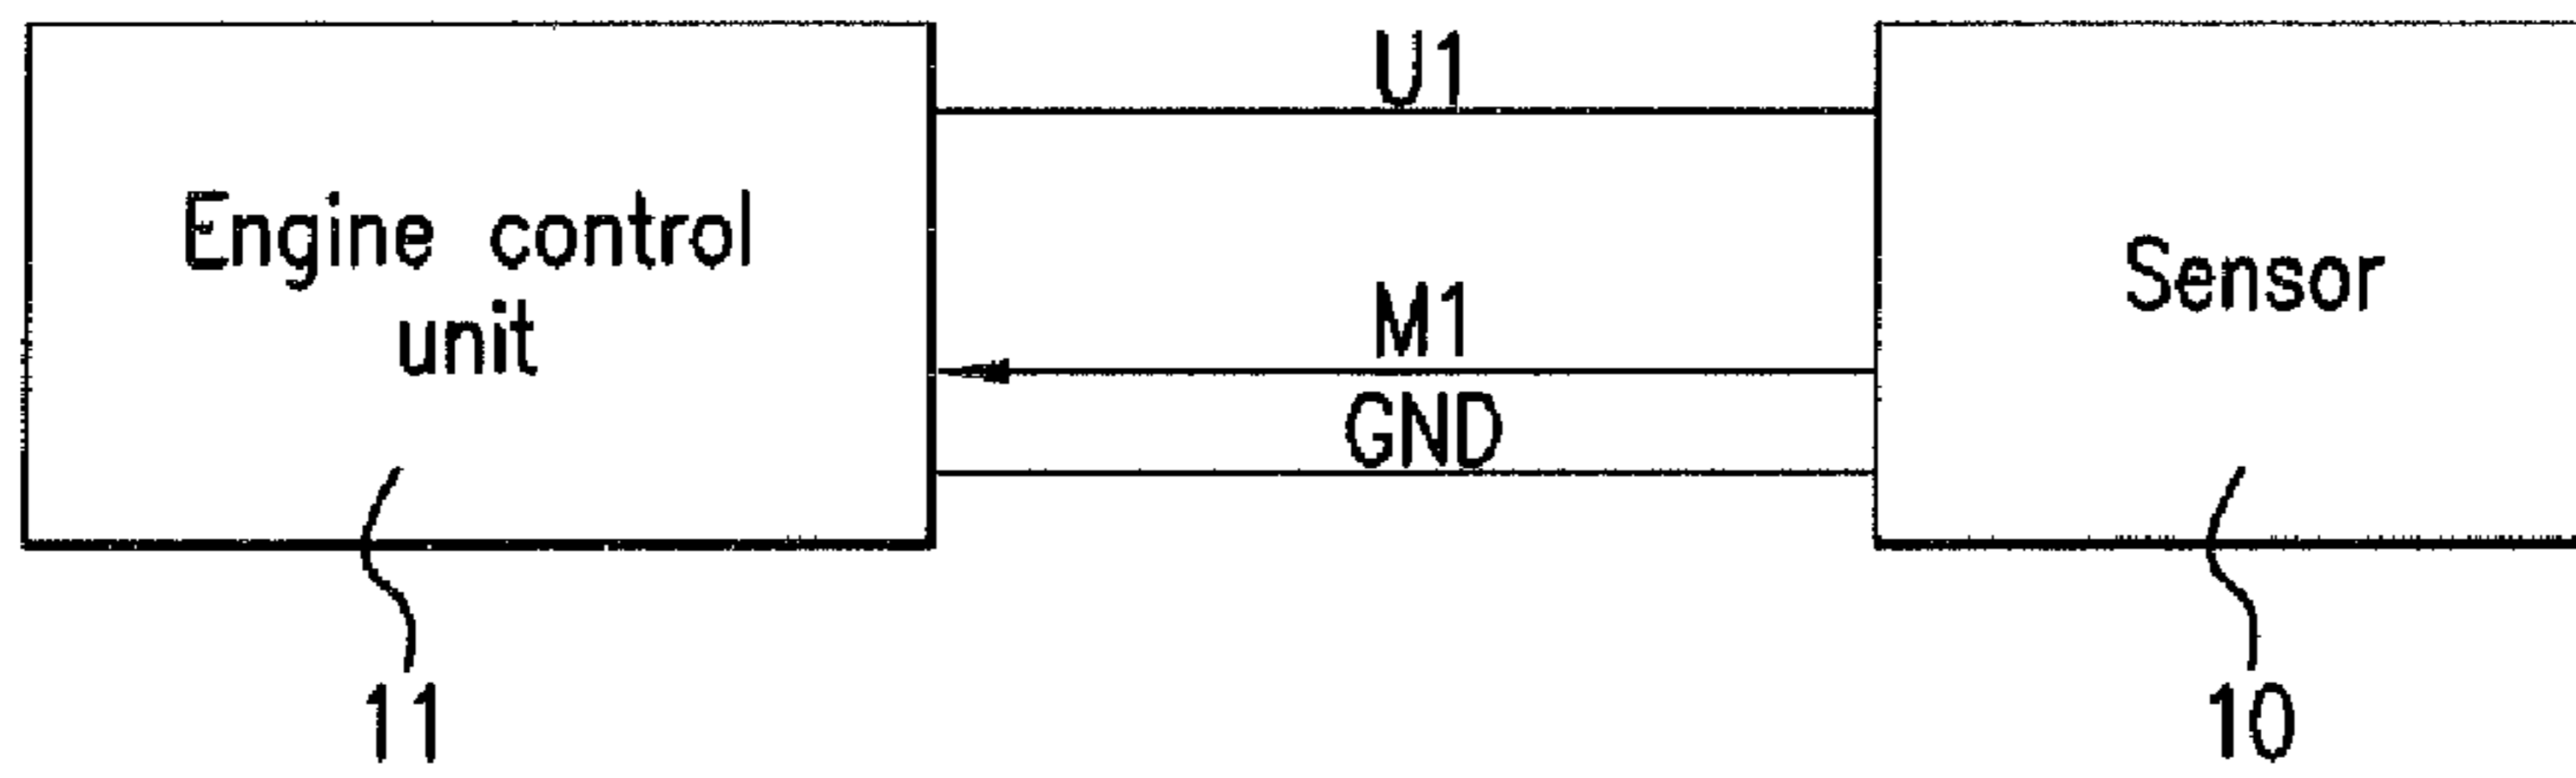 Engine control
unit
U1
M1
GND
Sensor
11
10